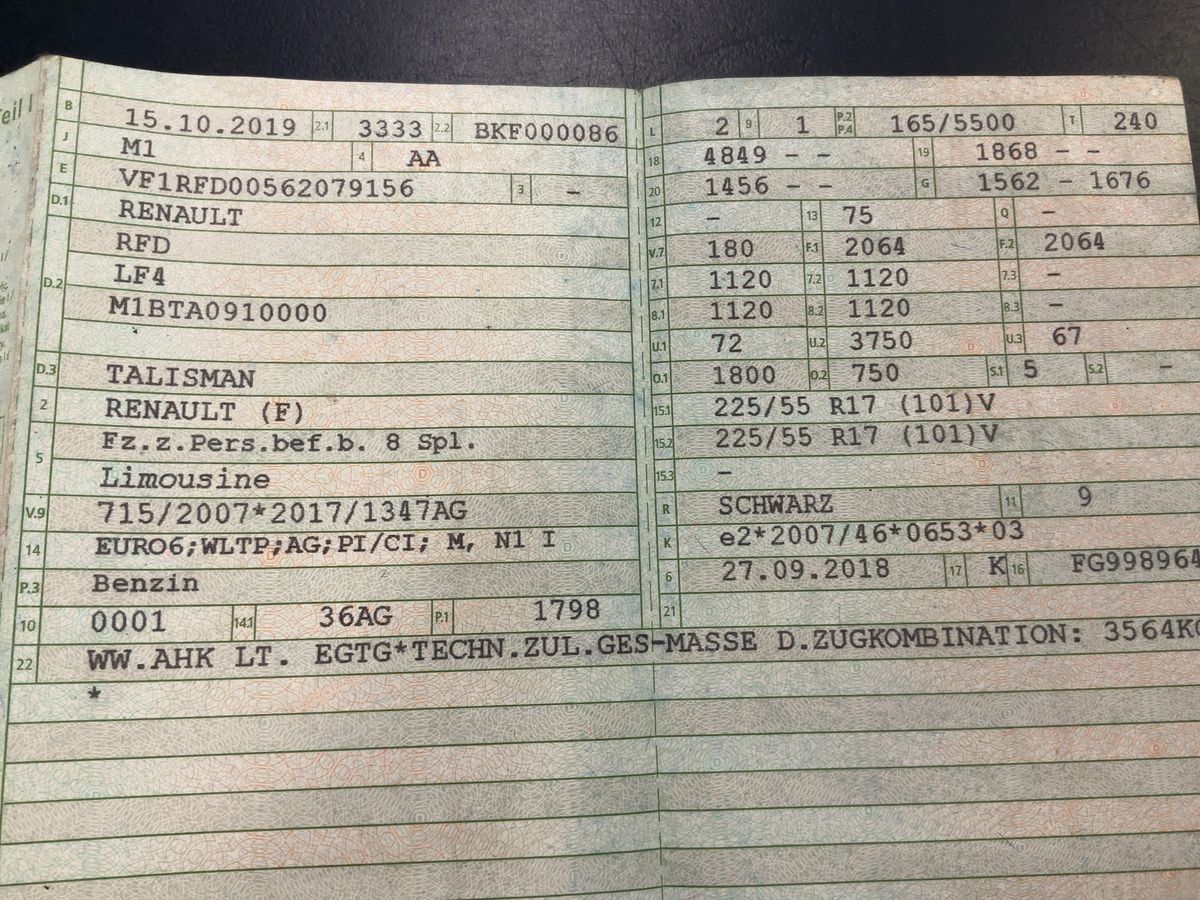 Teil I
B 15.10.2019 2.1 3333 2.2 BKF000086
J M1 4 AA
E VF1RFD00562079156 3 –
D.1 RENAULT
RFD
D.2 LF4
M1BTA0910000
D.3 TALISMAN
2 RENAULT (F)
5 Fz.z.Pers.bef.b. 8 Spl.
Limousine
V.9 715/2007*2017/1347AG
14 EURO6;WLTP;AG;PI/CI; M, N1 I
P.3 Benzin
10 0001 14.1 36AG P.1 1798
L 2 9 1 P.2 P.4 165/5500 T 240
18 4849 – – 19 1868 – –
20 1456 – – G 1562 – 1676
12 – 13 75 Q –
V.7 180 F.1 2064 F.2 2064
7.1 1120 7.2 1120 7.3 –
8.1 1120 8.2 1120 8.3 –
U.1 72 U.2 3750 U.3 67
O.1 1800 O.2 750 S.1 5 S.2 –
15.1 225/55 R17 (101)V
15.2 225/55 R17 (101)V
15.3 –
R SCHWARZ 11 9
K e2*2007/46*0653*03
6 27.09.2018 17 K 16 FG998964
21
22 WW.AHK LT. EGTG*TECHN.ZUL.GES-MASSE D.ZUGKOMBINATION: 3564KG
*